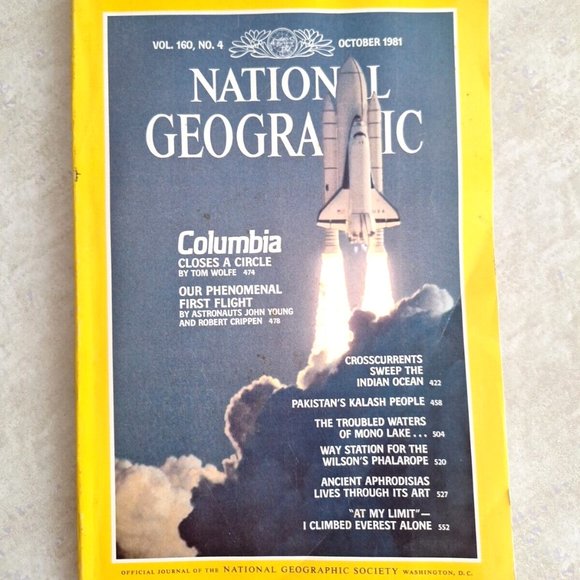 VOL. 160, NO. 4 OCTOBER 1981
NATIONAL
GEOGRAPHIC
Columbia
CLOSES A CIRCLE
BY TOM WOLFE 474
OUR PHENOMENAL
FIRST FLIGHT
BY ASTRONAUTS JOHN YOUNG
AND ROBERT CRIPPEN 478
CROSSCURRENTS
SWEEP THE
INDIAN OCEAN 422
PAKISTAN'S KALASH PEOPLE 458
THE TROUBLED WATERS
OF MONO LAKE... 504
WAY STATION FOR THE
WILSON'S PHALAROPE 520
ANCIENT APHRODISIAS
LIVES THROUGH ITS ART 527
"AT MY LIMIT"—
I CLIMBED EVEREST ALONE 552
OFFICIAL JOURNAL OF THE NATIONAL GEOGRAPHIC SOCIETY WASHINGTON, D.C.